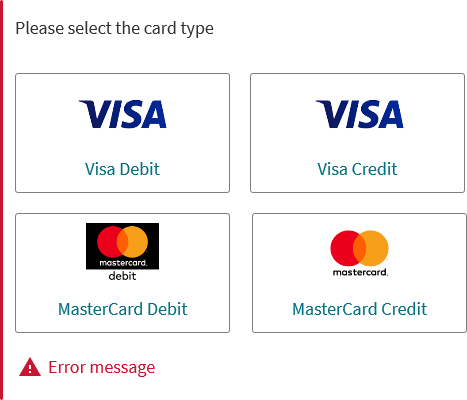 Please select the card type
VISA VISA
Visa Debit Visa Credit
mastercard. mastercard.
debit
MasterCard Debit MasterCard Credit
Error message